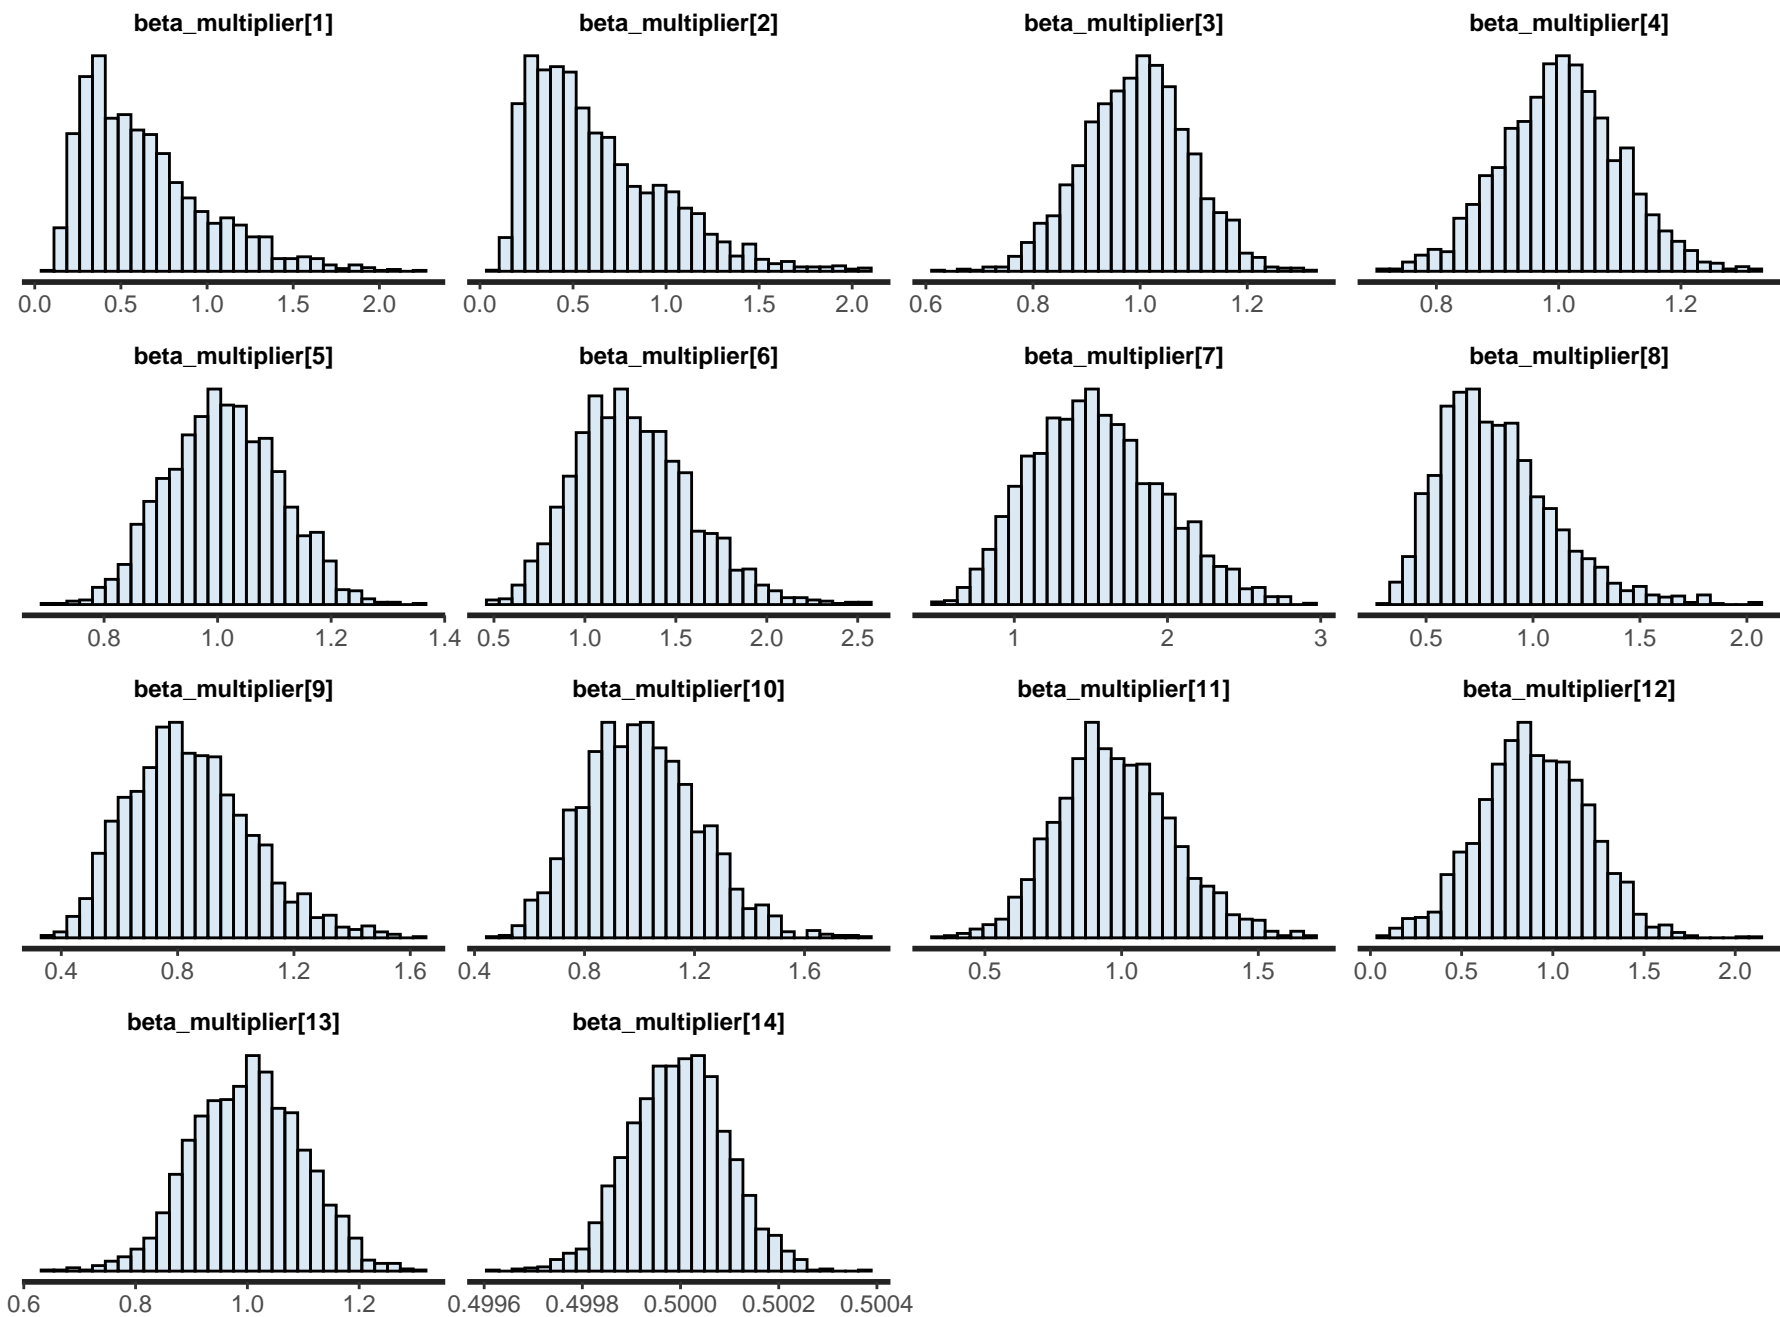 beta_multiplier[1] beta_multiplier[2] beta_multiplier[3] beta_multiplier[4]
0.0 0.5 1.0 1.5 2.0 0.0 0.5 1.0 1.5 2.0 0.6 0.8 1.0 1.2 0.8 1.0 1.2
beta_multiplier[5] beta_multiplier[6] beta_multiplier[7] beta_multiplier[8]
0.8 1.0 1.2 1.4 0.5 1.0 1.5 2.0 2.5 1 2 3 0.5 1.0 1.5 2.0
beta_multiplier[9] beta_multiplier[10] beta_multiplier[11] beta_multiplier[12]
0.4 0.8 1.2 1.6 0.4 0.8 1.2 1.6 0.5 1.0 1.5 0.0 0.5 1.0 1.5 2.0
beta_multiplier[13] beta_multiplier[14]
0.6 0.8 1.0 1.2 0.4996 0.4998 0.5000 0.5002 0.5004